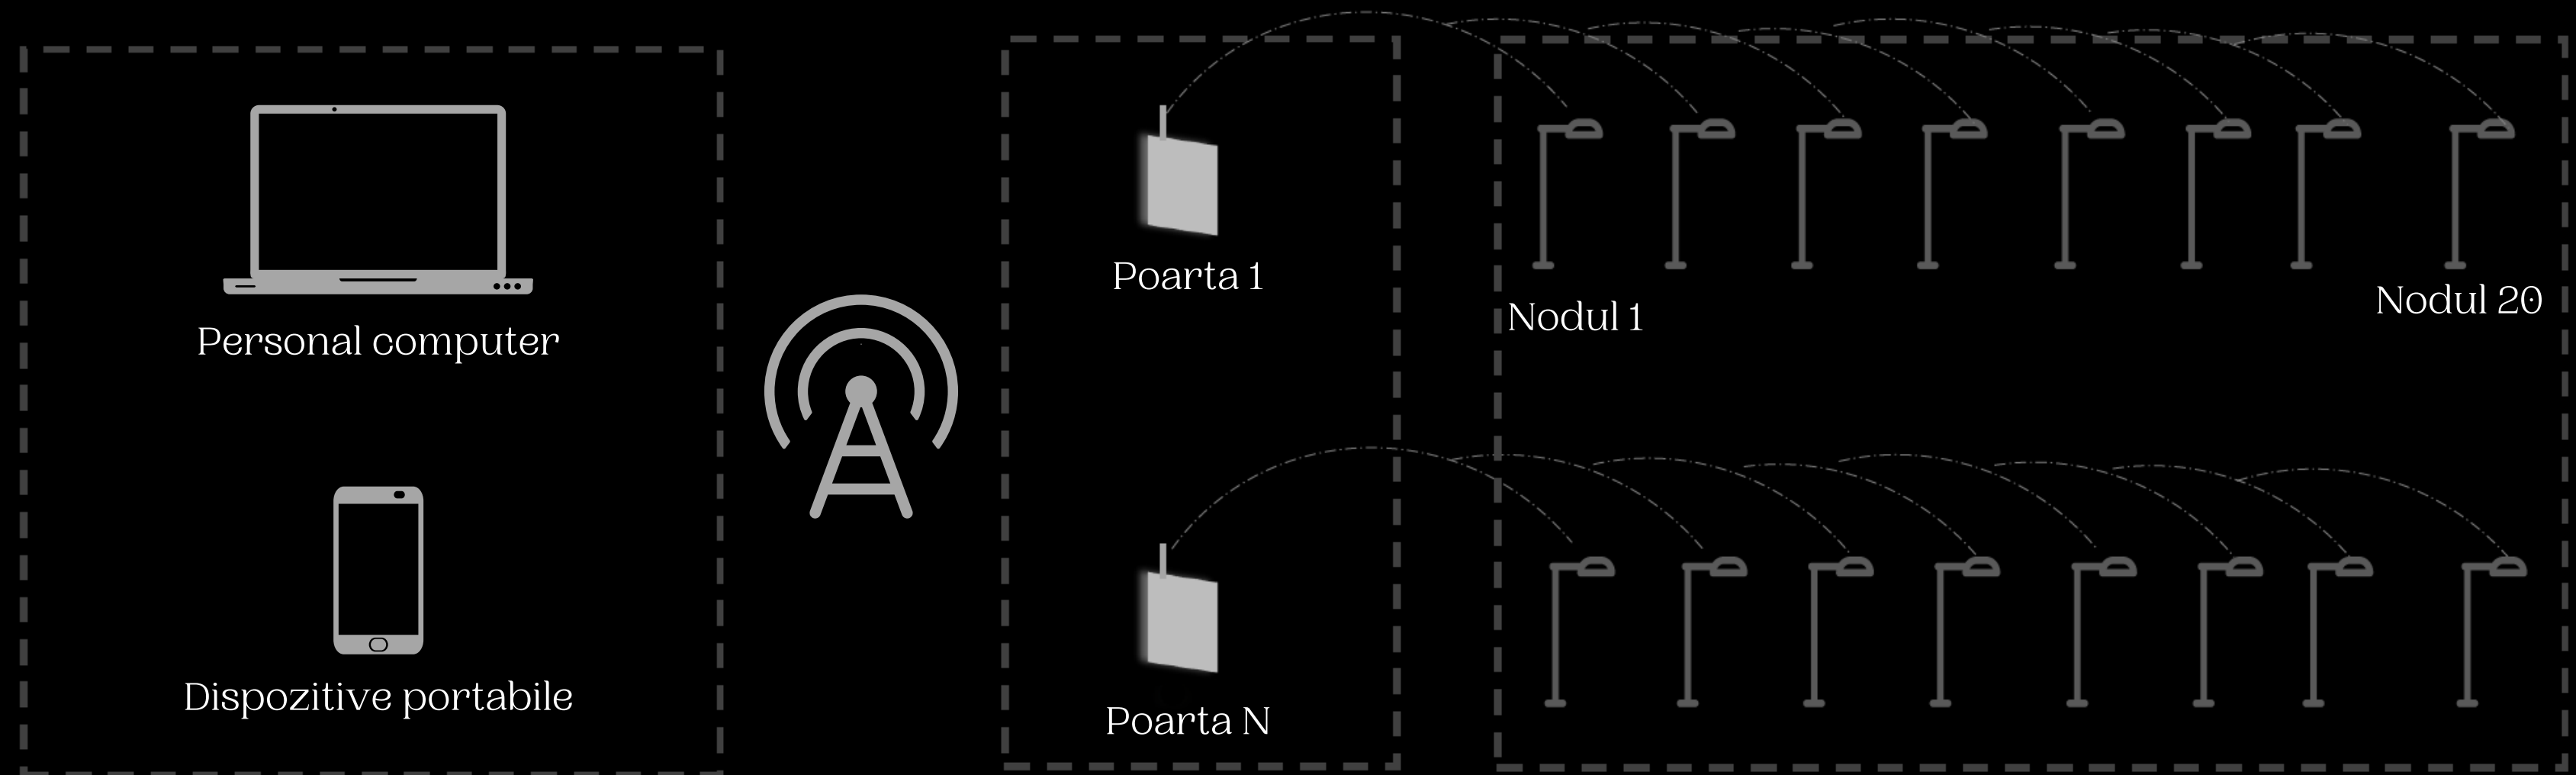 Personal computer
Dispozitive portabile
Poarta 1
Poarta N
Nodul 1
Nodul 20